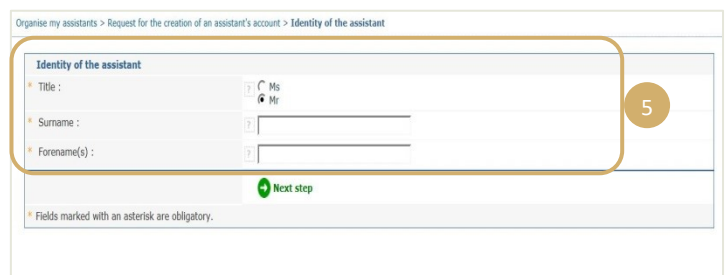 Organise my assistants > Request for the creation of an assistant's account > Identity of the assistant
Identity of the assistant
* Title :
? Ms
Mr
5
* Surname :
?
* Forename(s) :
?
Next step
* Fields marked with an asterisk are obligatory.